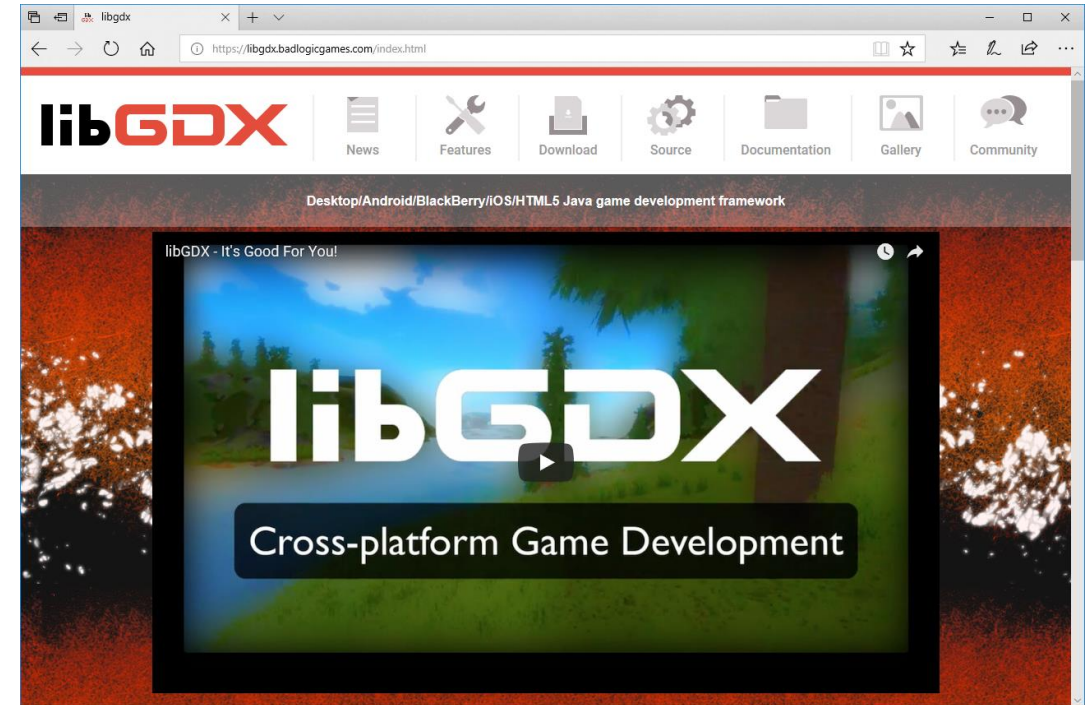 libgdx
https://libgdx.badlogicgames.com/index.html
libGDX
News
Features
Download
Source
Documentation
Gallery
Community
Desktop/Android/BlackBerry/iOS/HTML5 Java game development framework
libGDX - It's Good For You!
libGDX
Cross-platform Game Development